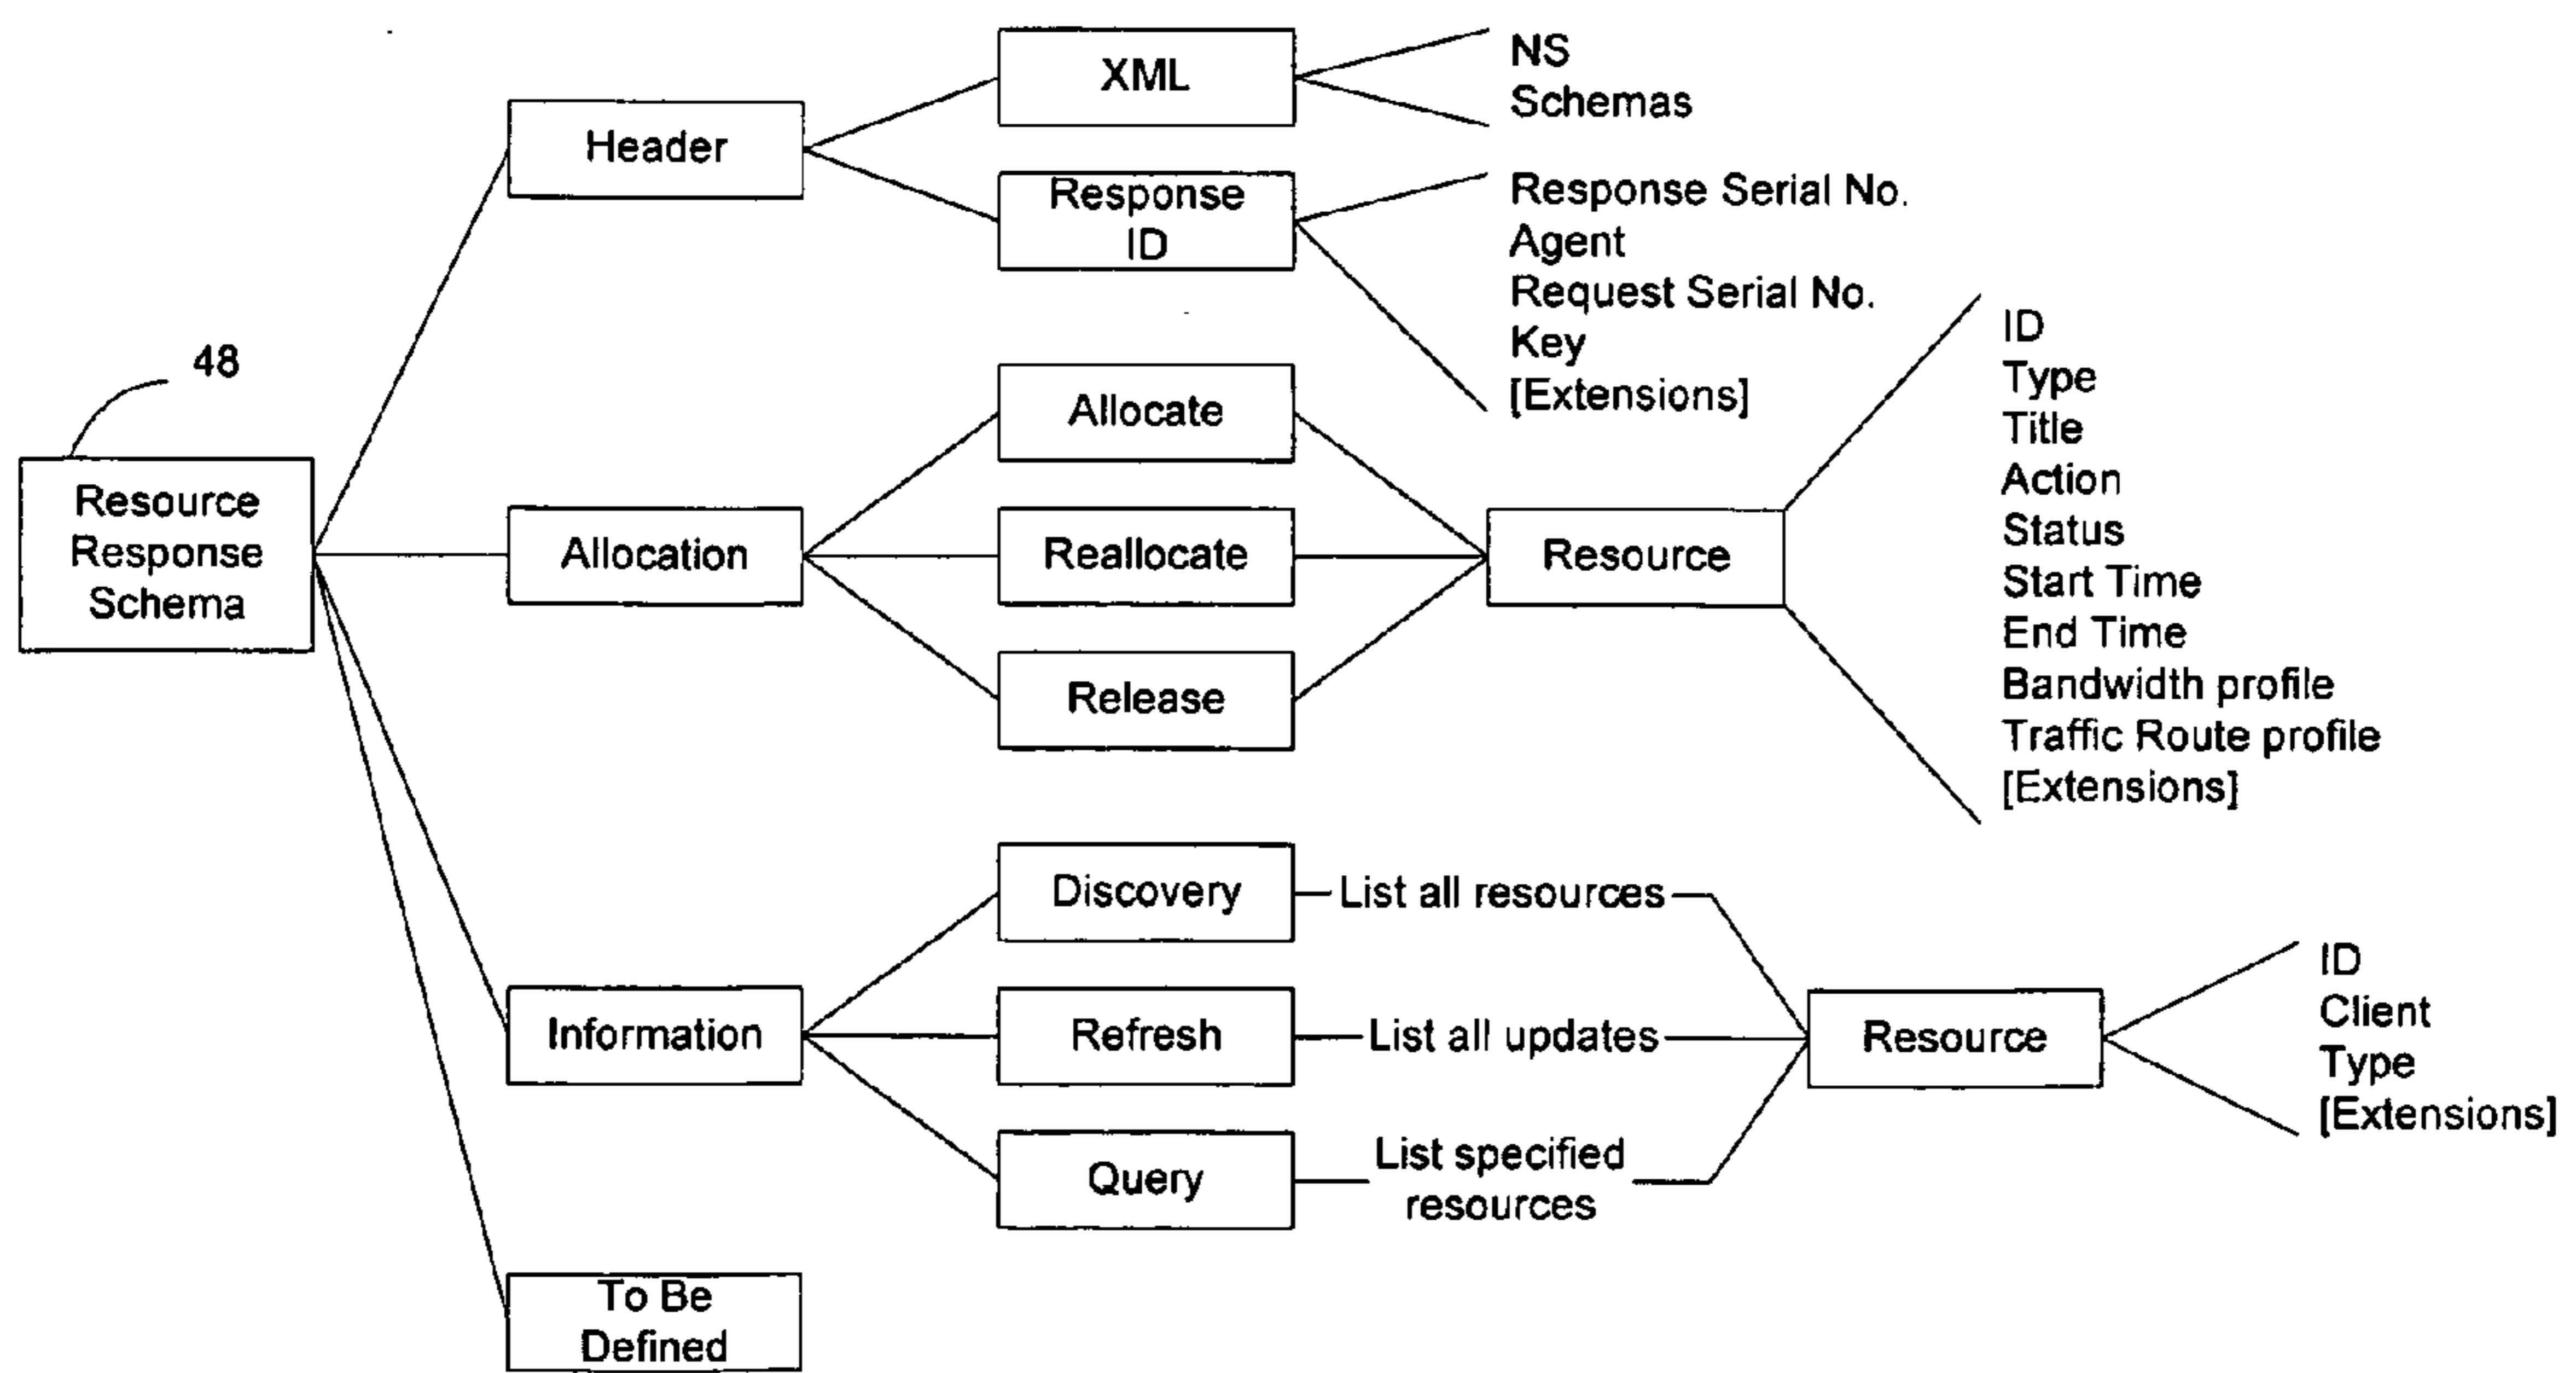 48
Resource
Response
Schema
Header
XML
NS
Schemas
Response
ID
Response Serial No.
Agent
Request Serial No.
Key
[Extensions]
Allocation
Allocate
Reallocate
Release
Resource
ID
Type
Title
Action
Status
Start Time
End Time
Bandwidth profile
Traffic Route profile
[Extensions]
Information
Discovery
List all resources
Refresh
List all updates
Query
List specified
resources
Resource
ID
Client
Type
[Extensions]
To Be
Defined